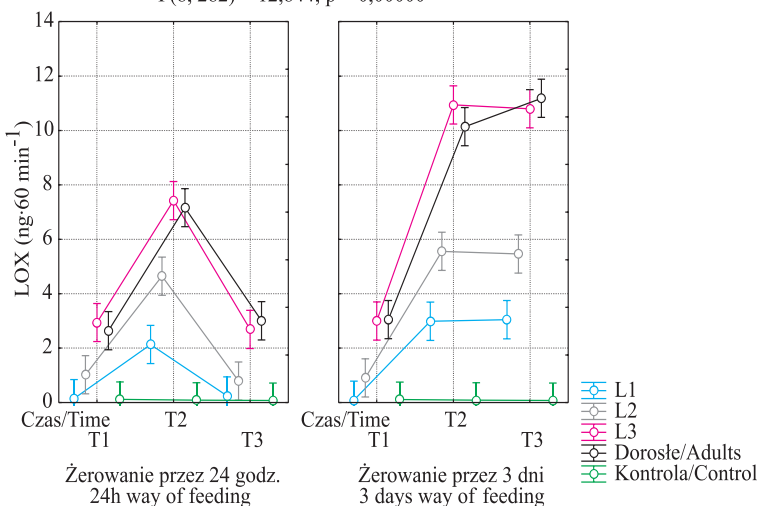 14
12
10
8
6
4
2
0
LOX (ng·60 min⁻¹)
Czas/Time
T1
T2
T3
Żerowanie przez 24 godz.
24h way of feeding
Czas/Time
T1
T2
T3
Żerowanie przez 3 dni
3 days way of feeding
L1
L2
L3
Dorosłe/Adults
Kontrola/Control